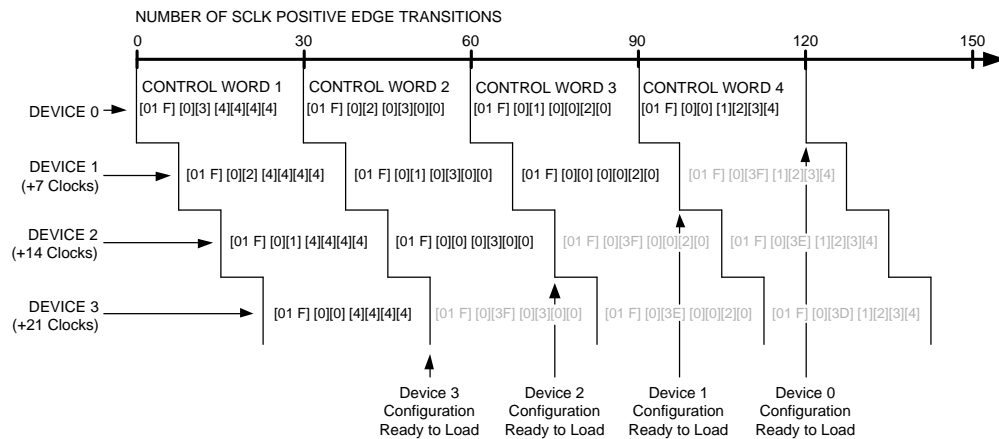 NUMBER OF SCLK POSITIVE EDGE TRANSITIONS
0 30 60 90 120 150
CONTROL WORD 1 CONTROL WORD 2 CONTROL WORD 3 CONTROL WORD 4
DEVICE 0 [01 F] [0][3] [4][4][4][4] [01 F] [0][2] [0][3][0][0] [01 F] [0][1] [0][0][2][0] [01 F] [0][0] [1][2][3][4]
DEVICE 1
(+7 Clocks)
[01 F] [0][2] [4][4][4][4] [01 F] [0][1] [0][3][0][0] [01 F] [0][0] [0][0][2][0] [01 F] [0][3F] [1][2][3][4]
DEVICE 2
(+14 Clocks)
[01 F] [0][1] [4][4][4][4] [01 F] [0][0] [0][3][0][0] [01 F] [0][3F] [0][0][2][0] [01 F] [0][3E] [1][2][3][4]
DEVICE 3
(+21 Clocks)
[01 F] [0][0] [4][4][4][4] [01 F] [0][3F] [0][3][0][0] [01 F] [0][3E] [0][0][2][0] [01 F] [0][3D] [1][2][3][4]
Device 3
Configuration
Ready to Load
Device 2
Configuration
Ready to Load
Device 1
Configuration
Ready to Load
Device 0
Configuration
Ready to Load